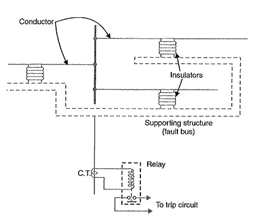 Conductor
Insulators
Supporting structure
(fault bus)
Relay
C.T.
To trip circuit